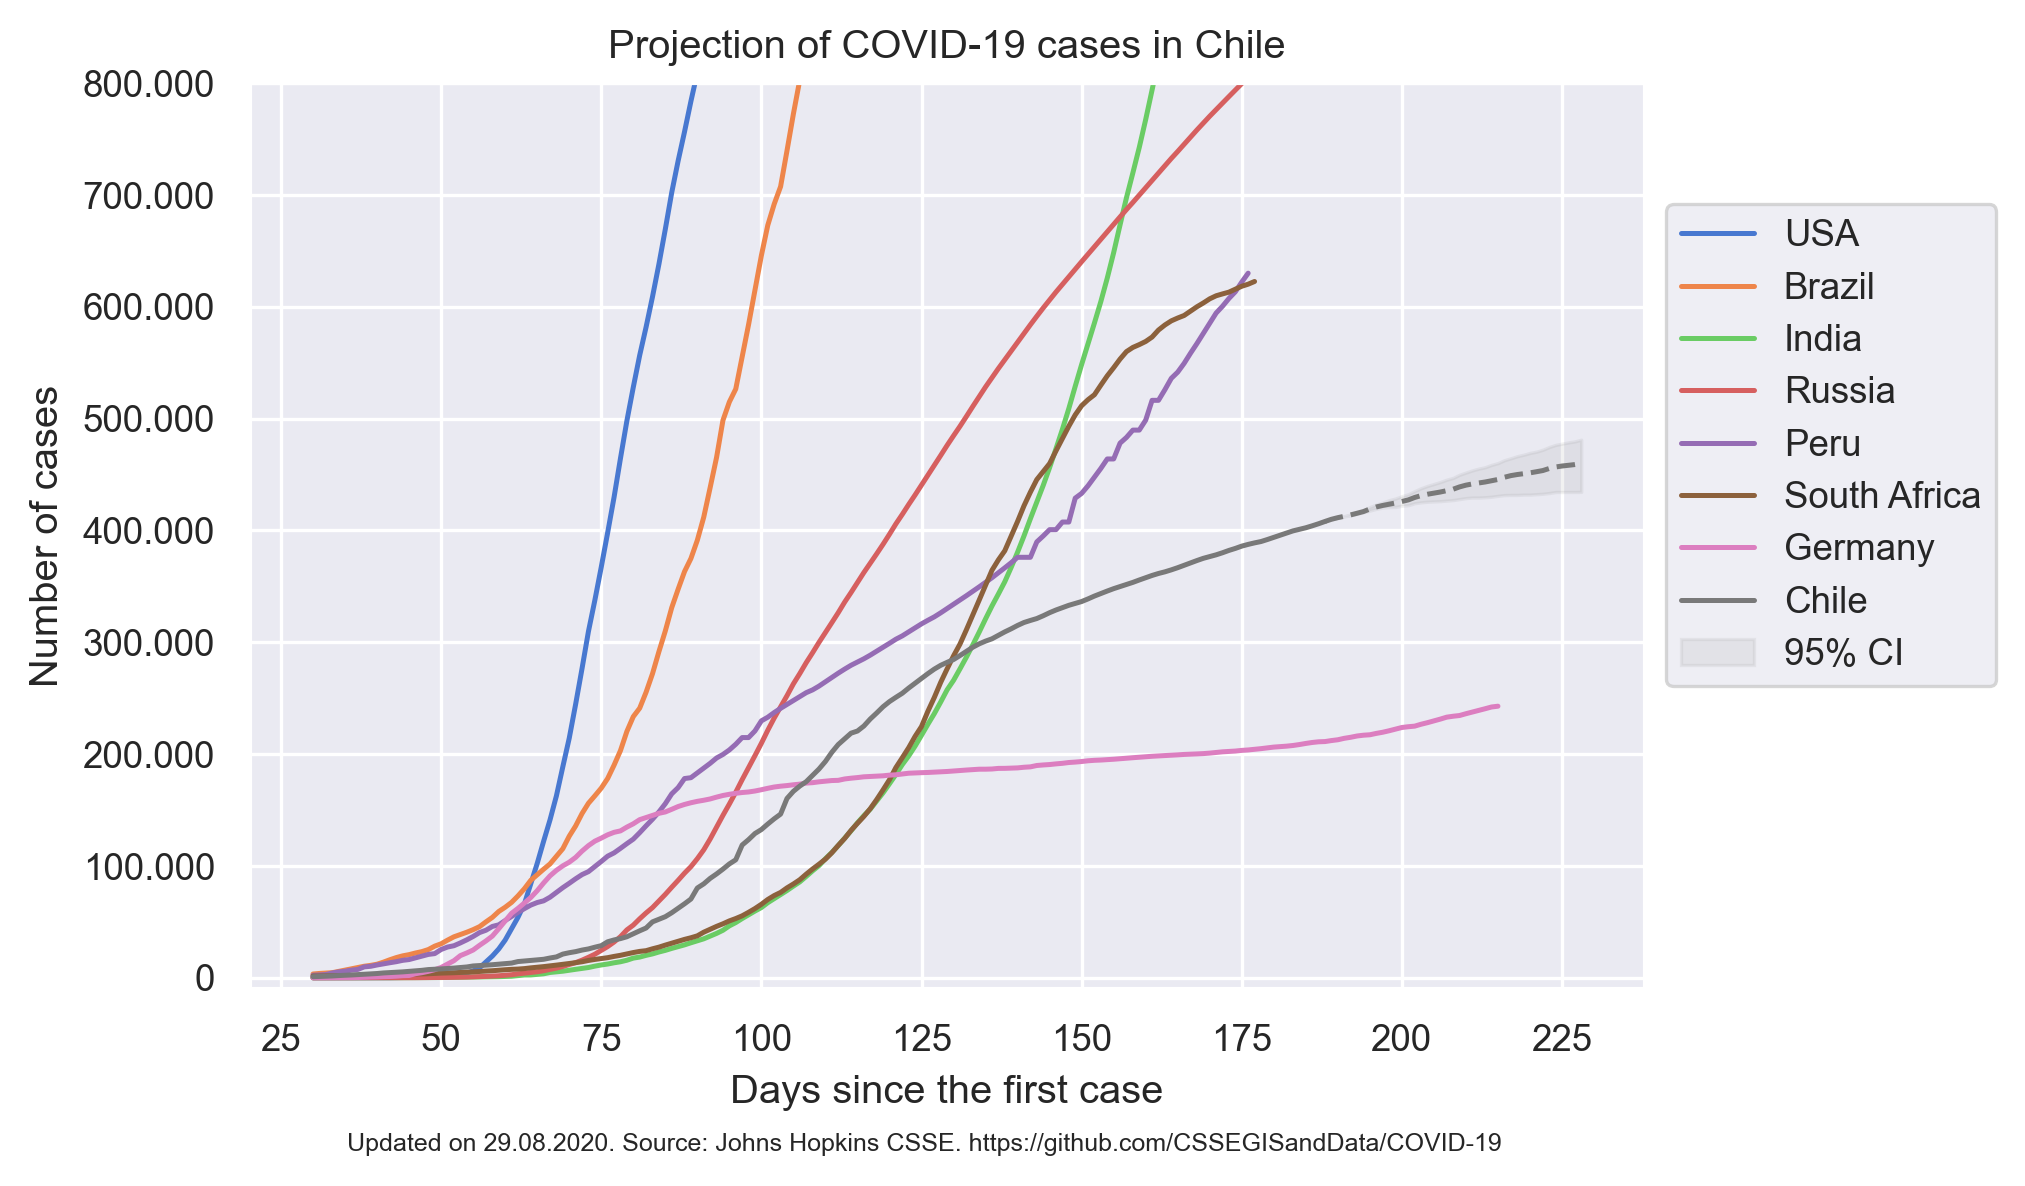 Projection of COVID-19 cases in Chile
800.000
700.000
600.000
500.000
400.000
300.000
200.000
100.000
0
Number of cases
25 50 75 100 125 150 175 200 225
Days since the first case
USA
Brazil
India
Russia
Peru
South Africa
Germany
Chile
95% CI
Updated on 29.08.2020. Source: Johns Hopkins CSSE. https://github.com/CSSEGISandData/COVID-19